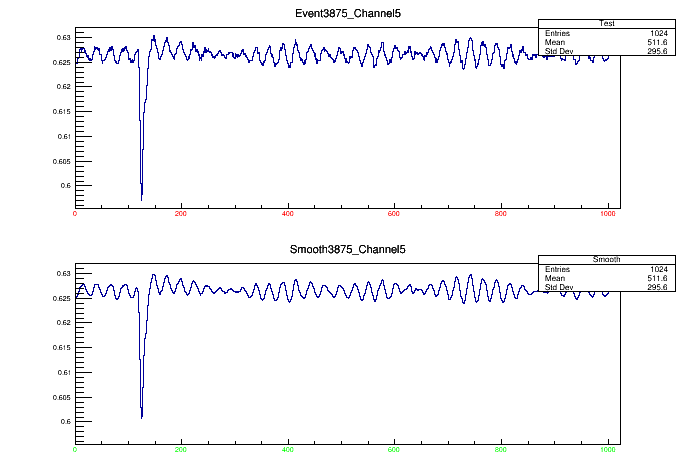 Event3875_Channel5
Test
Entries 1024
Mean 511.6
Std Dev 295.6
0.63
0.625
0.62
0.615
0.61
0.605
0.6
0 200 400 600 800 1000
Smooth3875_Channel5
Smooth
Entries 1024
Mean 511.6
Std Dev 295.6
0.63
0.625
0.62
0.615
0.61
0.605
0.6
0 200 400 600 800 1000